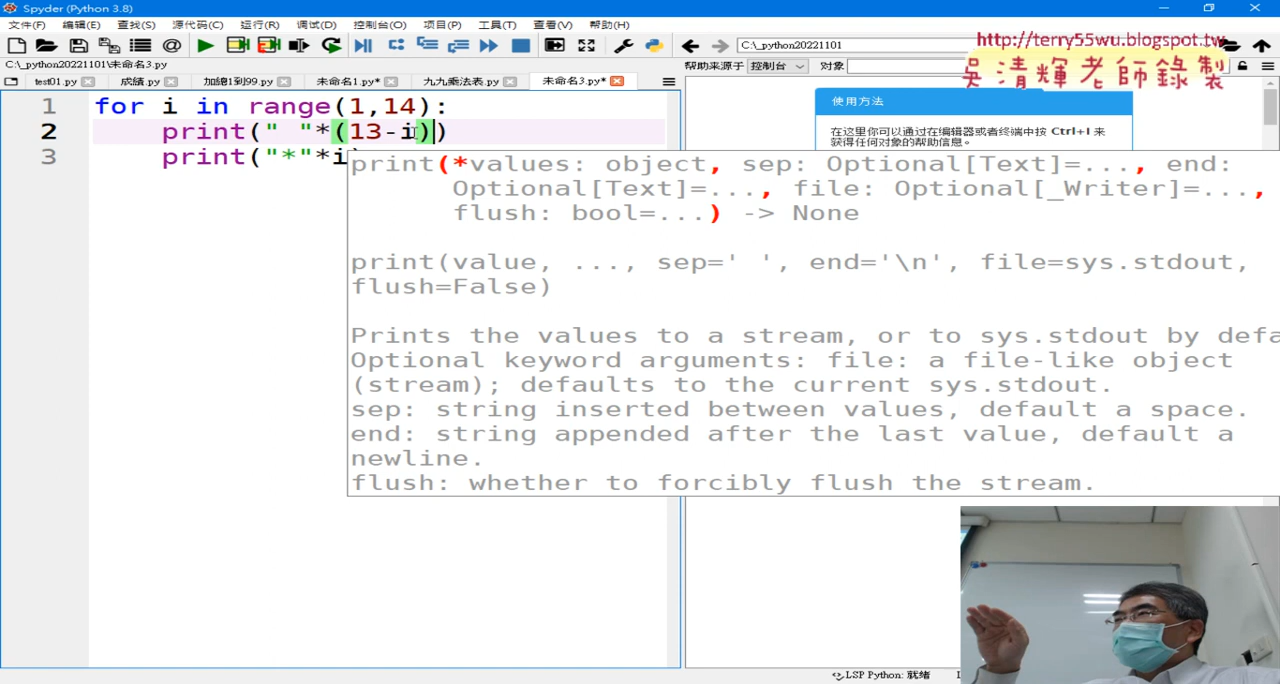 Spyder (Python 3.8)
文件(F) 编辑(E) 查找(S) 源代码(C) 运行(R) 调试(D) 控制台(O) 项目(P) 工具(T) 查看(V) 帮助(H)
C:\_python20221101
http://terry55wu.blogspot.tw
吳清輝老師錄製
C:\_python20221101\未命名3.py
帮助来源于 控制台 对象
test01.py 成績.py 加總1到99.py 未命名1.py* 九九乘法表.py 未命名3.py*
1 for i in range(1,14):
2 print(" "*(13-i))
3 print("*"*i)
使用方法
在这里你可以通过在编辑器或者终端中按 Ctrl+I 来
获得任何对象的帮助信息。
print(*values: object, sep: Optional[Text]=..., end:
Optional[Text]=..., file: Optional[_Writer]=...,
flush: bool=...) -> None
print(value, ..., sep=' ', end='\n', file=sys.stdout,
flush=False)
Prints the values to a stream, or to sys.stdout by defa
Optional keyword arguments: file: a file-like object
(stream); defaults to the current sys.stdout.
sep: string inserted between values, default a space.
end: string appended after the last value, default a
newline.
flush: whether to forcibly flush the stream.
LSP Python: 就绪